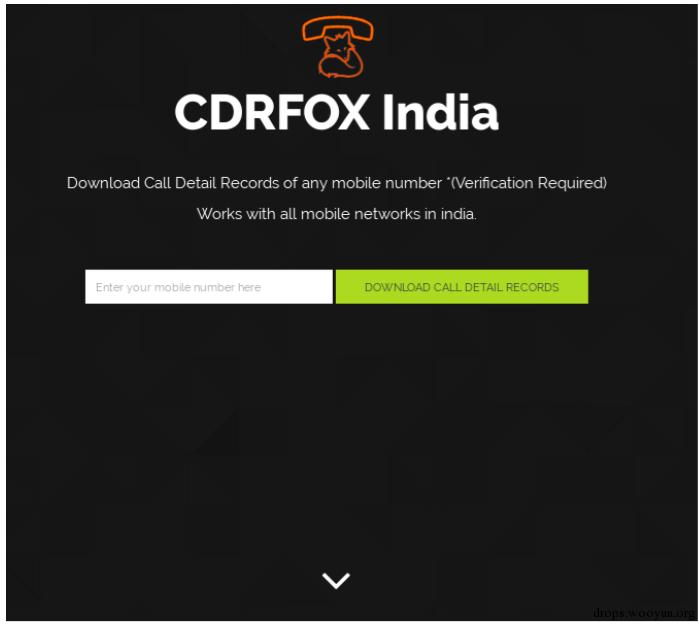 CDRFOX India
Download Call Detail Records of any mobile number *(Verification Required)
Works with all mobile networks in india.
Enter your mobile number here
DOWNLOAD CALL DETAIL RECORDS
drops.wooyun.org